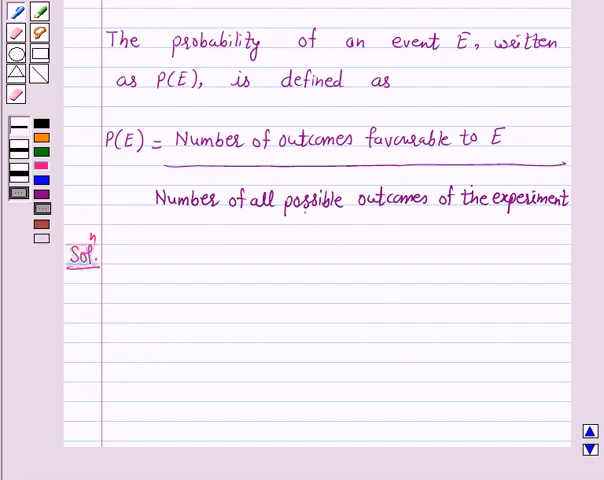 The probability of an event E, written
as P(E), is defined as
P(E) = Number of outcomes favourable to E
Number of all possible outcomes of the experiment
Solⁿ.